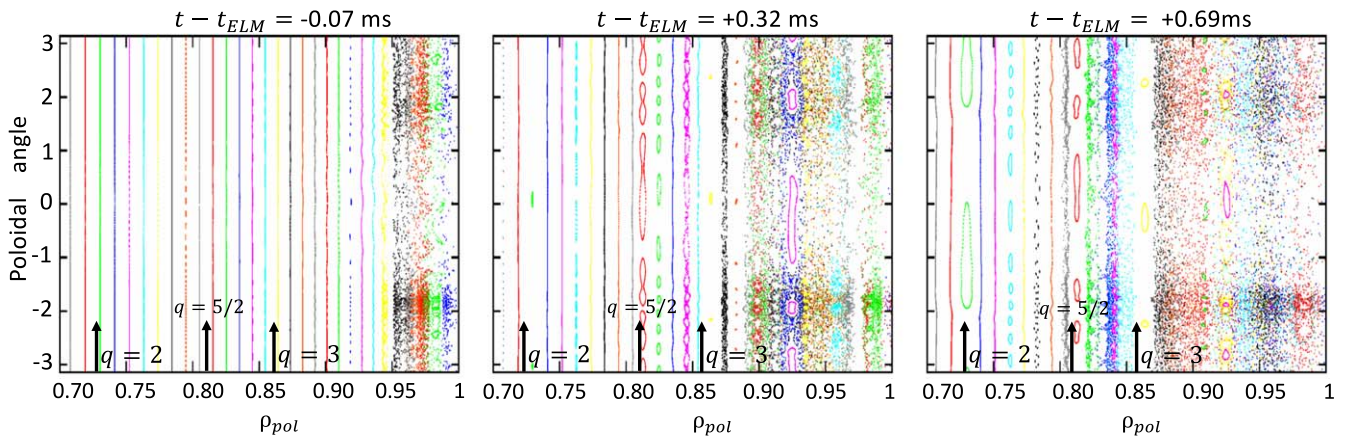 t − t_ELM = -0.07 ms
t − t_ELM = +0.32 ms
t − t_ELM = +0.69ms
Poloidal angle
3
2
1
0
-1
-2
-3
q = 5/2
q = 2
q = 3
0.70 0.75 0.80 0.85 0.90 0.95 1
ρ_pol
q = 5/2
q = 2
q = 3
0.70 0.75 0.80 0.85 0.90 0.95 1
ρ_pol
q = 5/2
q = 2
q = 3
0.70 0.75 0.80 0.85 0.90 0.95 1
ρ_pol